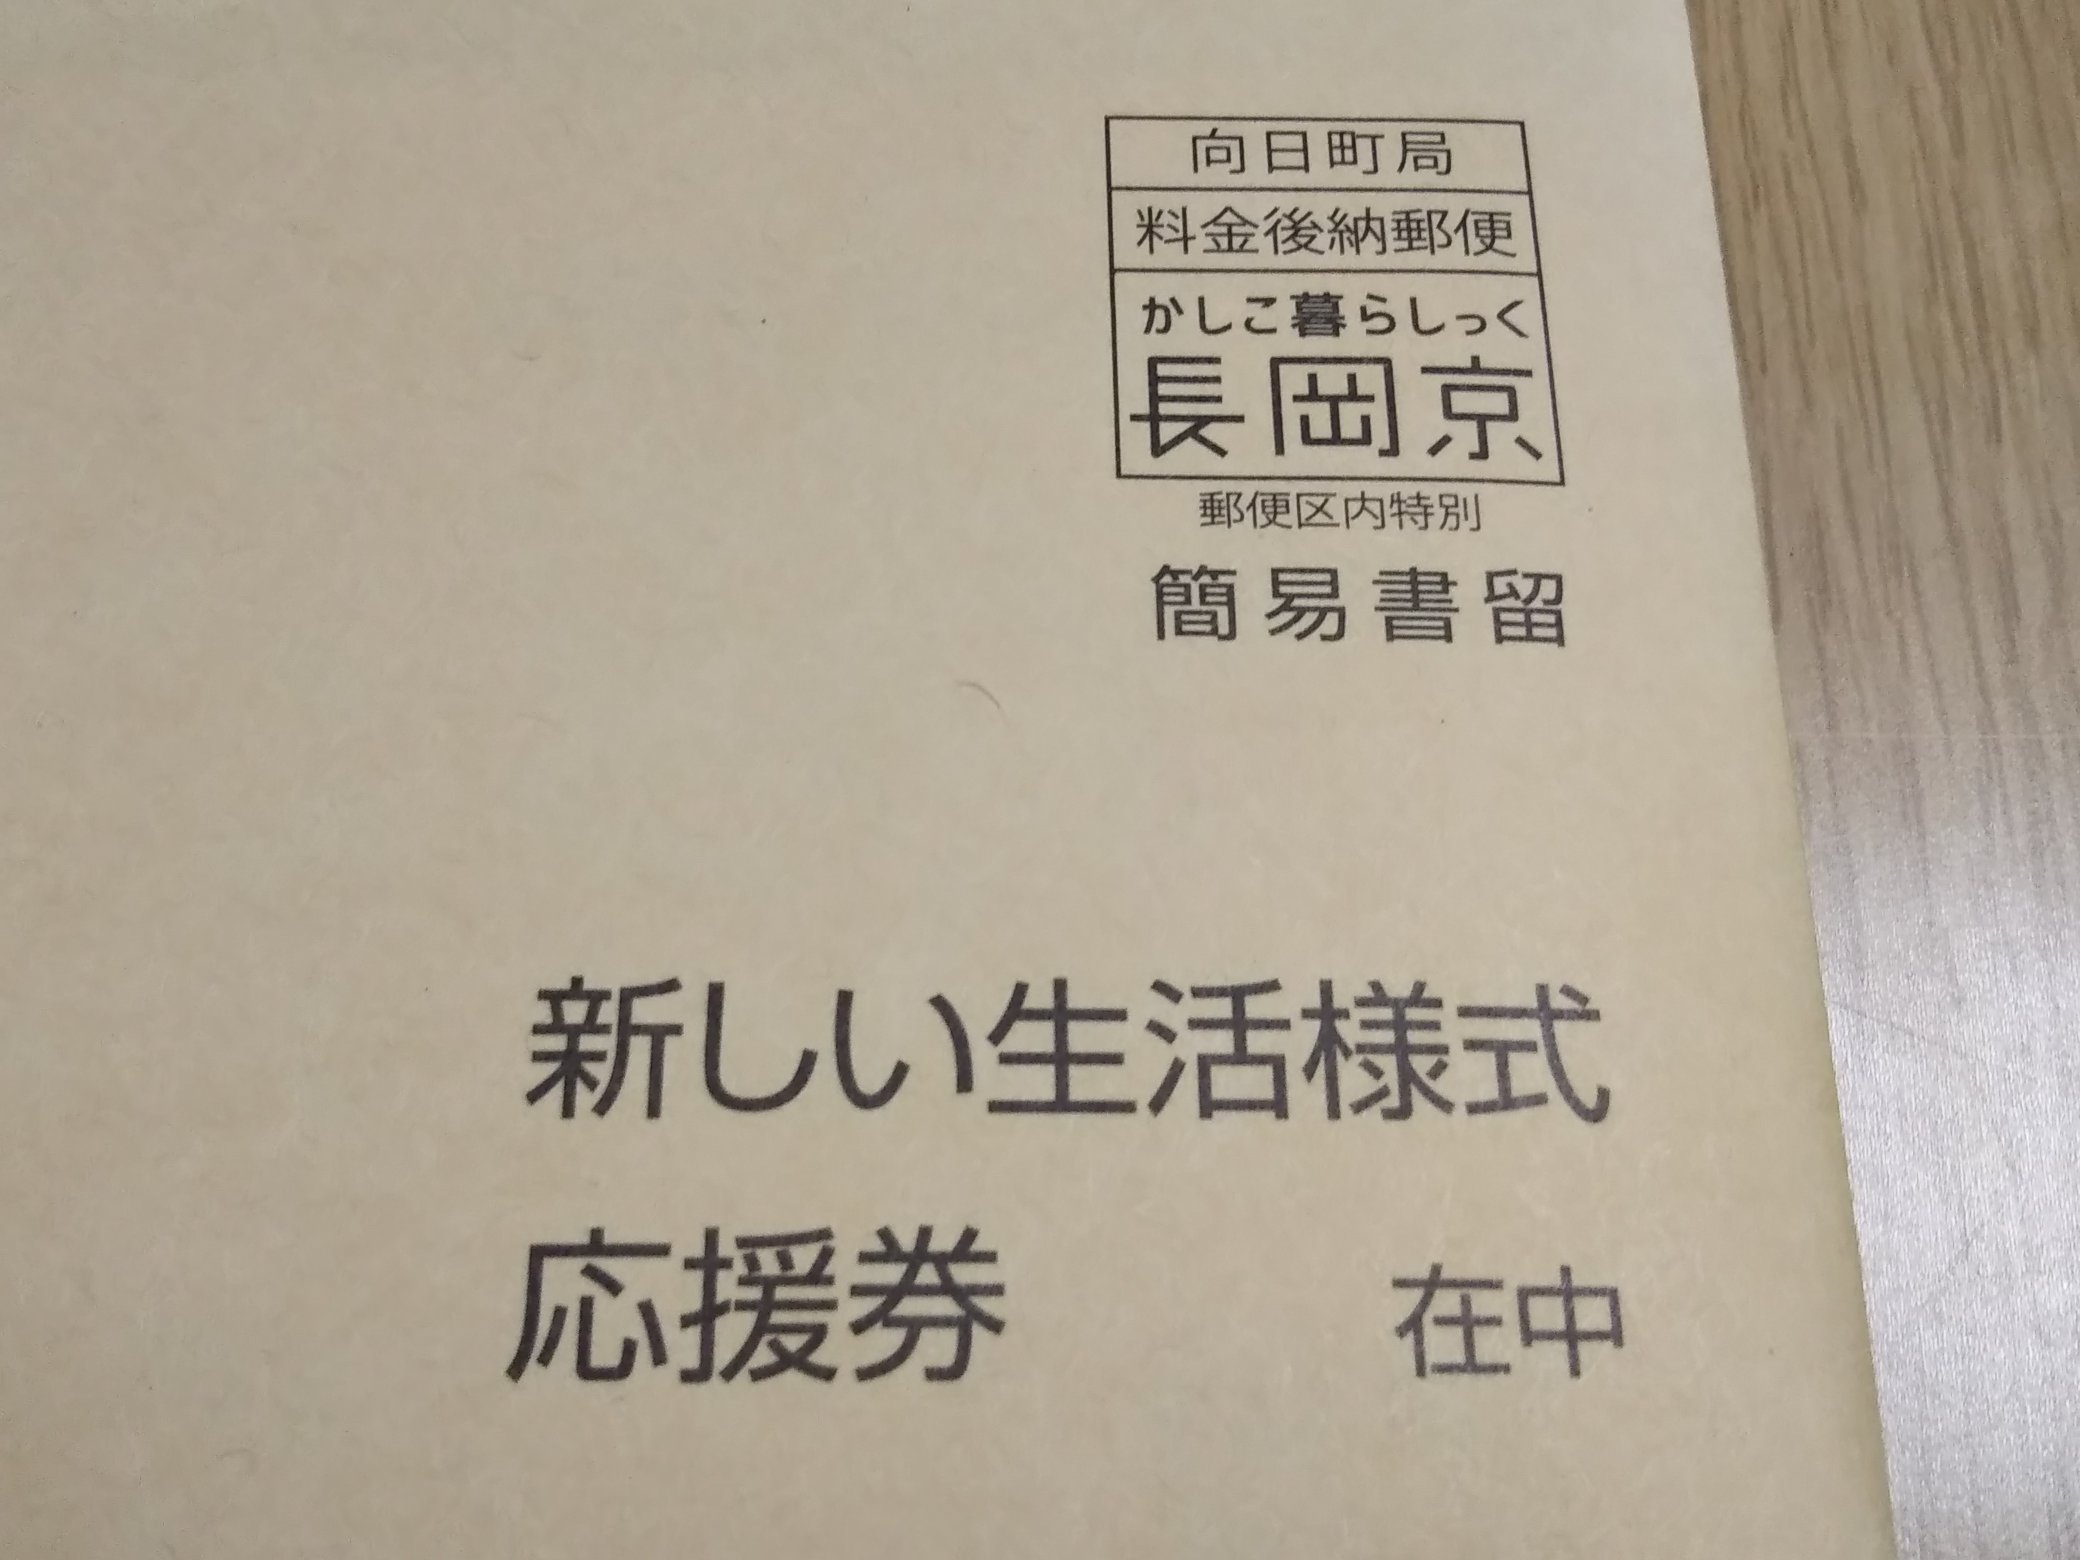 向日町局
料金後納郵便
かしこ暮らしっく
長岡京
郵便区内特別
簡易書留
新しい生活様式
応援券 在中